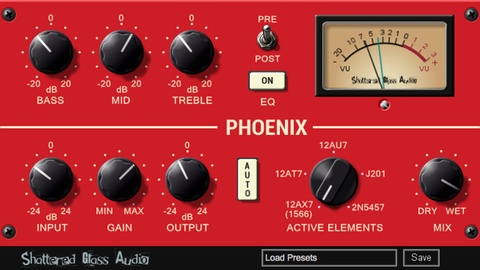 0 0 0 PRE
-20 20 -20 20 -20 20 POST
dB dB dB
BASS MID TREBLE
ON
EQ
-20 10 7 5 3 0 1 2 3 +
VU VU
Shattered Glass Audio
PHOENIX
0 0 12AU7
12AT7 J201
AUTO
12AX7 2N5457
(1566)
-24 24 MIN MAX -24 24 DRY WET
dB dB
INPUT GAIN OUTPUT ACTIVE ELEMENTS MIX
Shattered Glass Audio
Load Presets Save